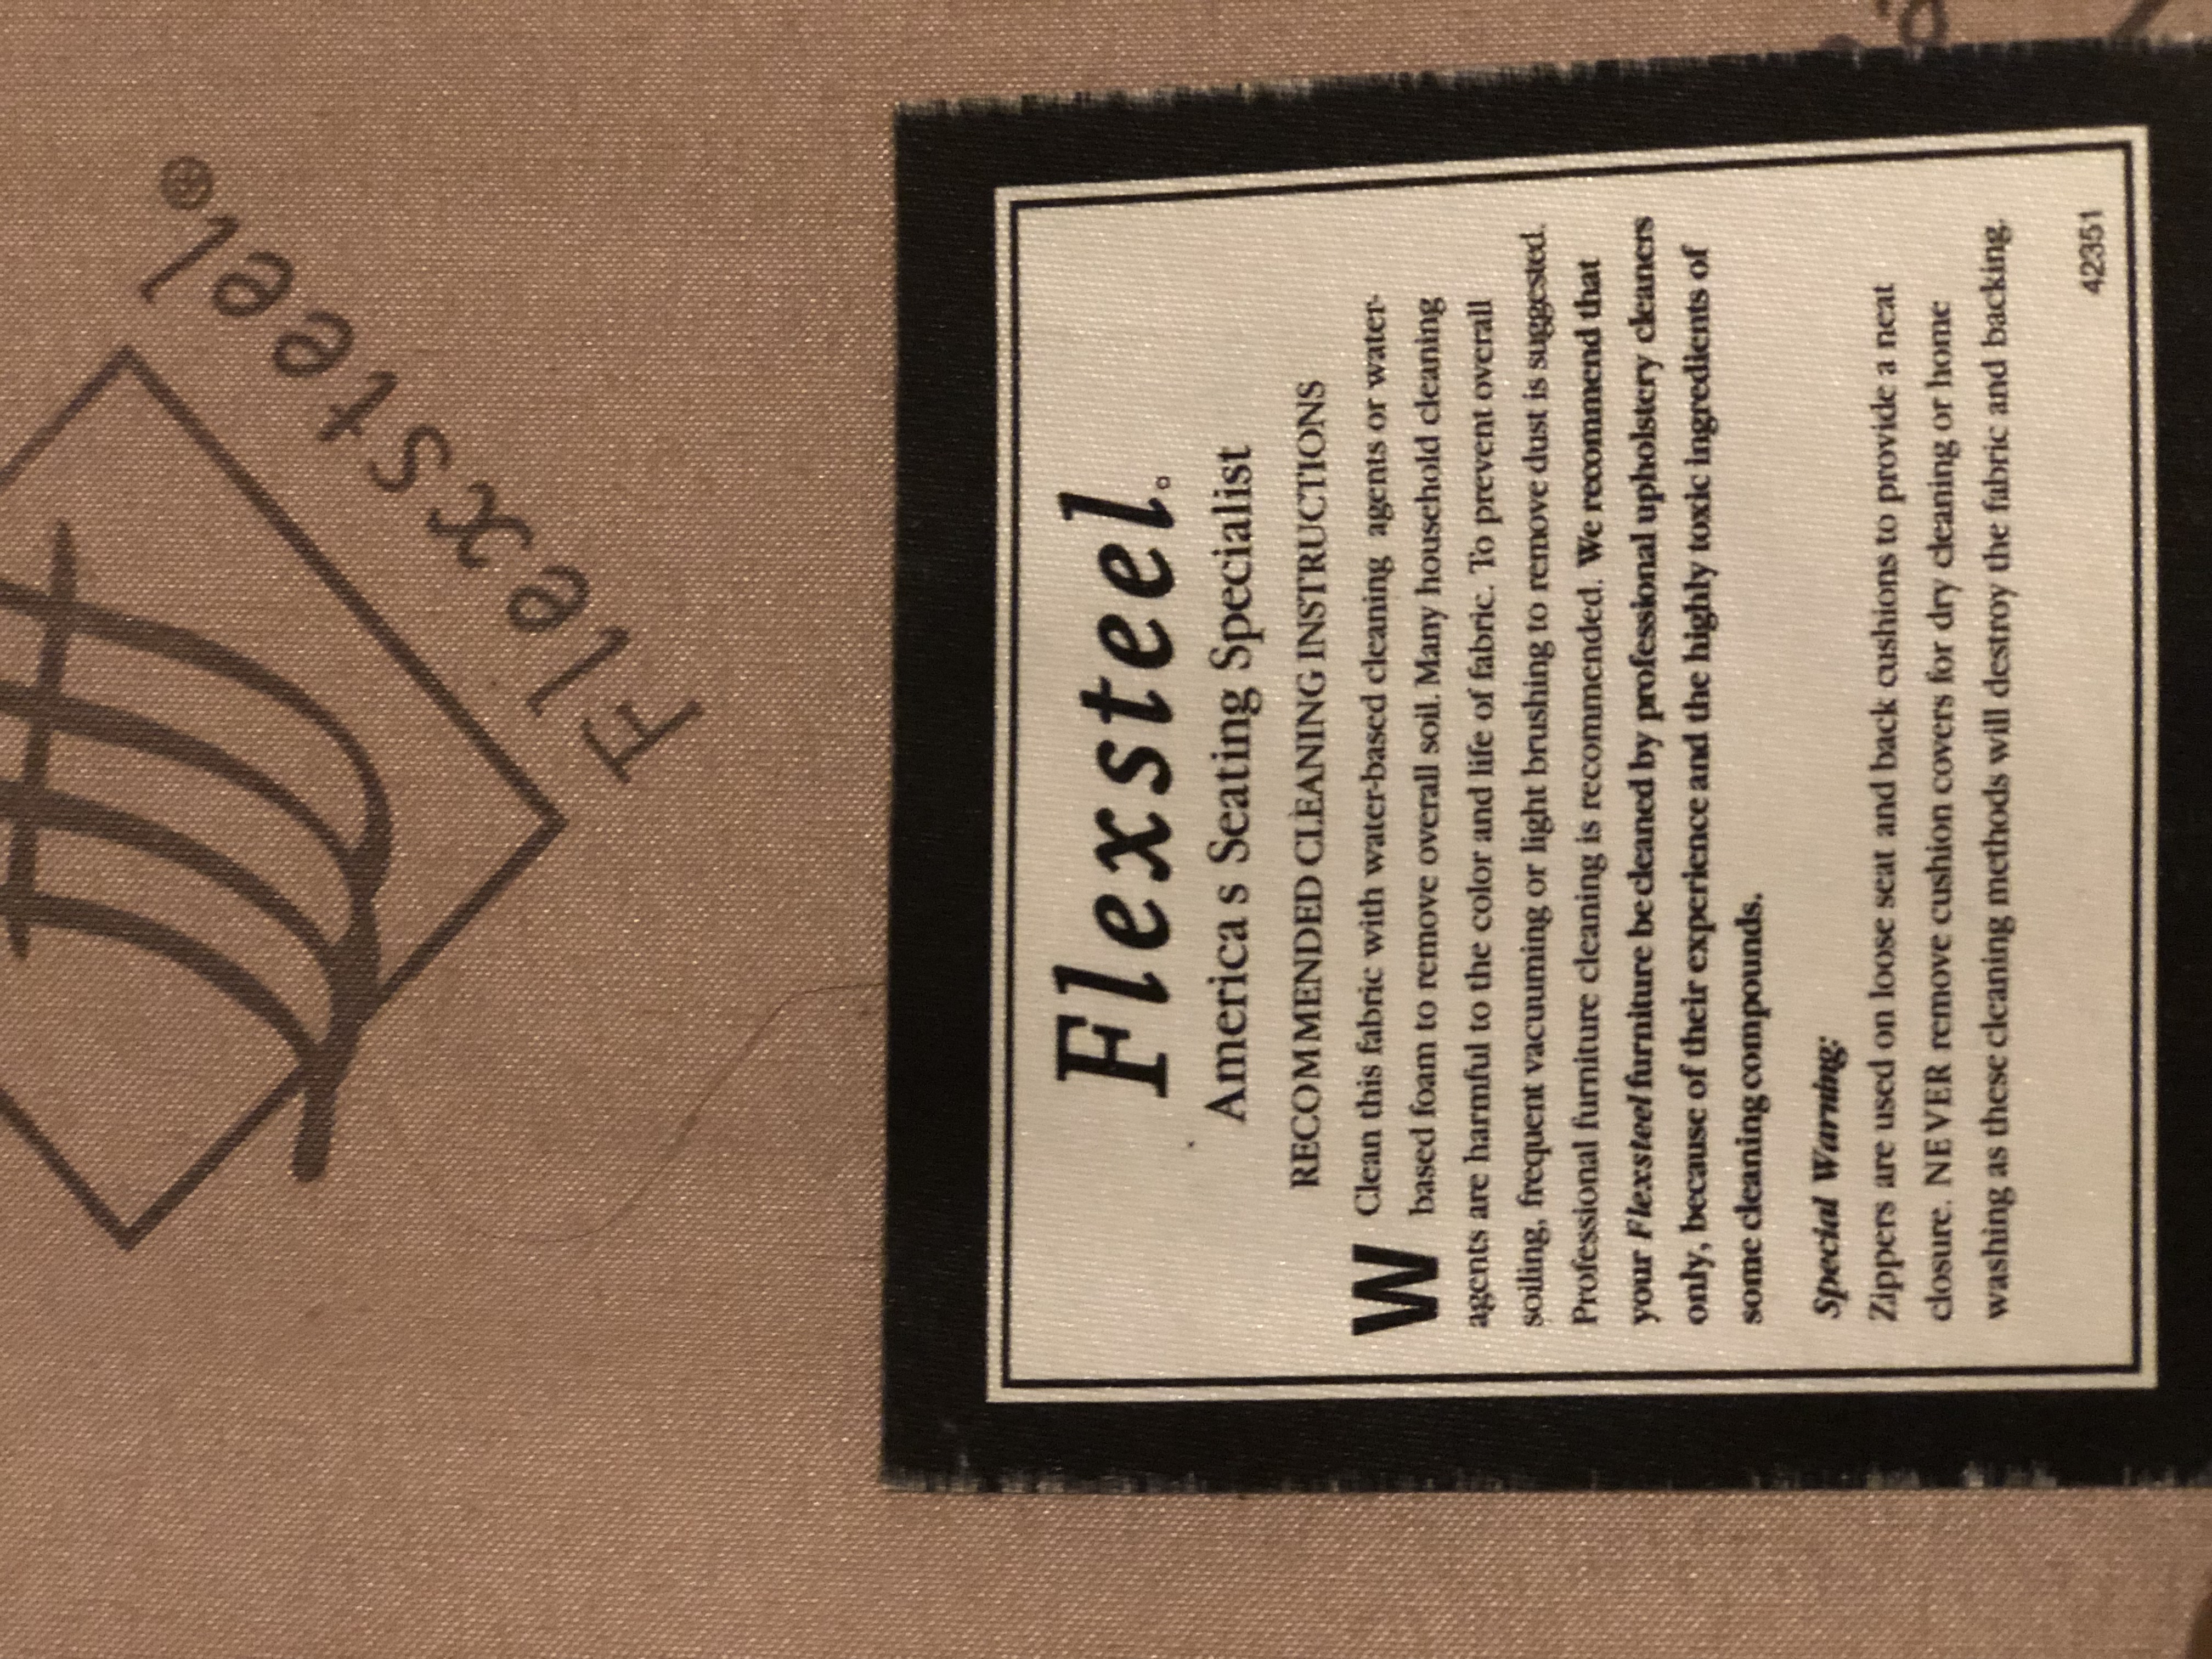 Flexsteel®
Flexsteel®
America s Seating Specialist
RECOMMENDED CLEANING INSTRUCTIONS
W Clean this fabric with water-based cleaning agents or water-
based foam to remove overall soil. Many household cleaning
agents are harmful to the color and life of fabric. To prevent overall
soiling, frequent vacuuming or light brushing to remove dust is suggested.
Professional furniture cleaning is recommended. We recommend that
your Flexsteel furniture be cleaned by professional upholstery cleaners
only, because of their experience and the highly toxic ingredients of
some cleaning compounds.
Special Warning:
Zippers are used on loose seat and back cushions to provide a neat
closure. NEVER remove cushion covers for dry cleaning or home
washing as these cleaning methods will destroy the fabric and backing.
42351